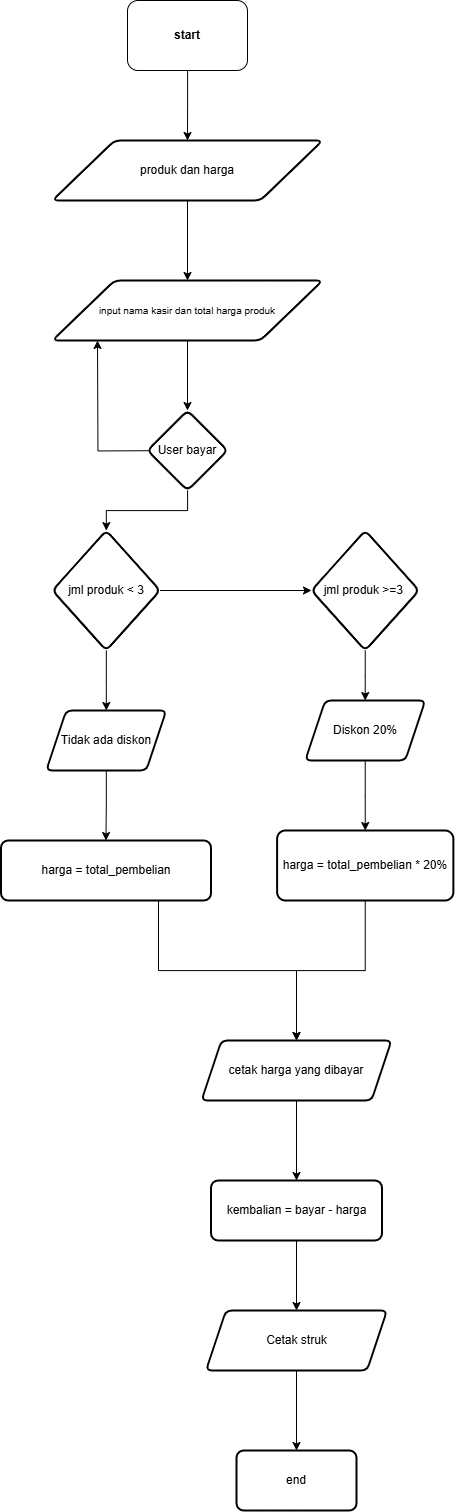 start
produk dan harga
input nama kasir dan total harga produk
User bayar
jml produk < 3
jml produk >=3
Tidak ada diskon
Diskon 20%
harga = total_pembelian
harga = total_pembelian * 20%
cetak harga yang dibayar
kembalian = bayar - harga
Cetak struk
end